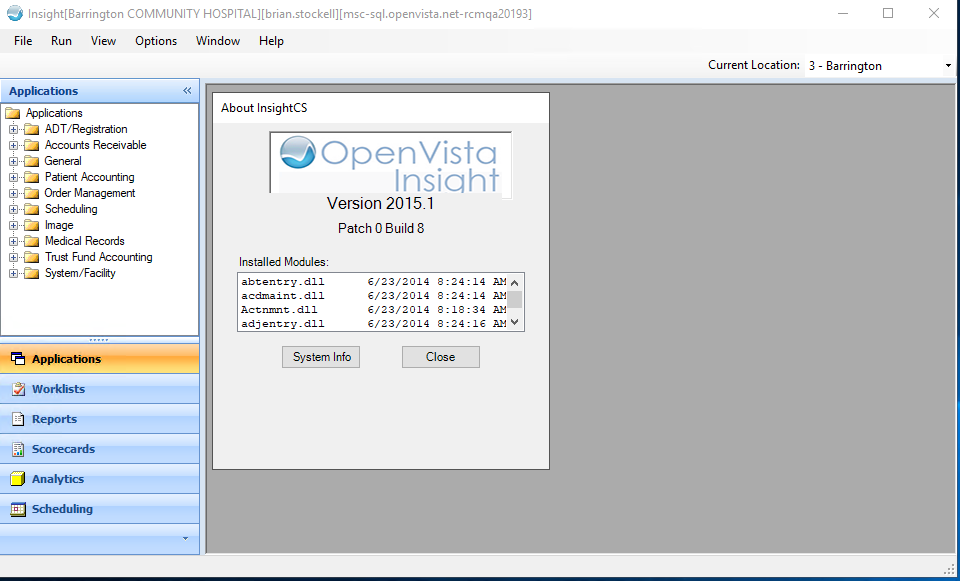 Insight[Barrington COMMUNITY HOSPITAL][brian.stockell][msc-sql.openvista.net-rcmqa20193]
File Run View Options Window Help
Current Location: 3 - Barrington
Applications
Applications
ADT/Registration
Accounts Receivable
General
Patient Accounting
Order Management
Scheduling
Image
Medical Records
Trust Fund Accounting
System/Facility
Applications
Worklists
Reports
Scorecards
Analytics
Scheduling
About InsightCS
OpenVista
Insight
Version 2015.1
Patch 0 Build 8
Installed Modules:
abtentry.dll 6/23/2014 8:24:14 AM
acdmaint.dll 6/23/2014 8:24:14 AM
Actnmnt.dll 6/23/2014 8:18:34 AM
adjentry.dll 6/23/2014 8:24:16 AM
System Info Close